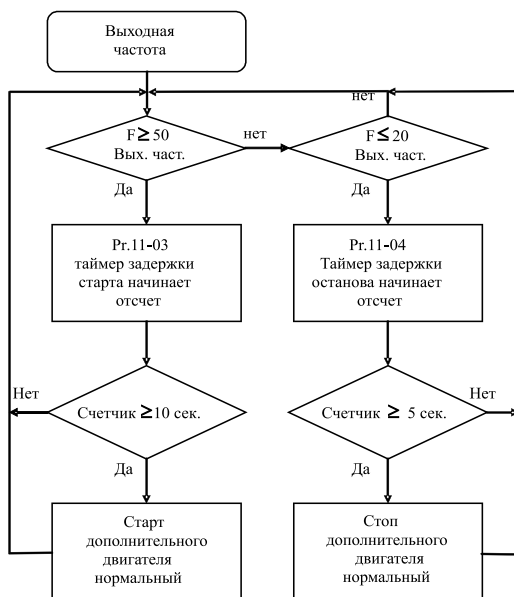 Выходная
частота
нет
F ≥ 50
Вых. част.
нет
F ≤ 20
Вых. част.
Да
Да
Pr.11-03
таймер задержки
старта начинает
отсчет
Pr.11-04
Таймер задержки
останова начинает
отсчет
Нет
Счетчик ≥10 сек.
Счетчик ≥ 5 сек.
Нет
Да
Да
Старт
дополнительного
двигателя
нормальный
Стоп
дополнительного
двигателя
нормальный